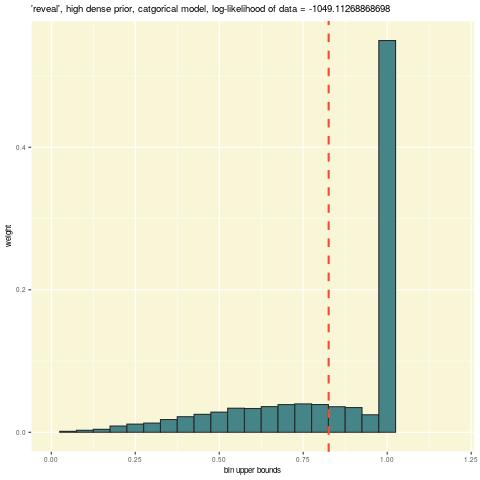 'reveal', high dense prior, catgorical model, log-likelihood of data = -1049.11268868698
0.4
0.2
0.0
weight
0.00 0.25 0.50 0.75 1.00 1.25
bin upper bounds